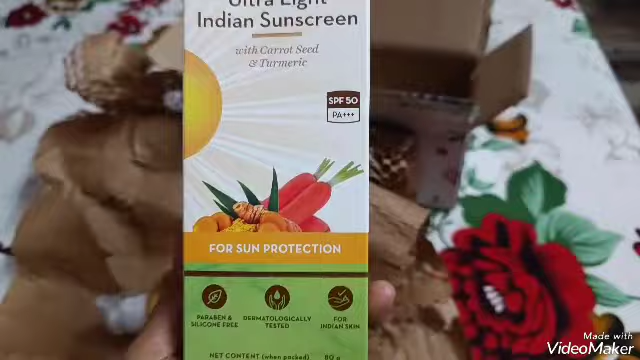 Ultra Light
Indian Sunscreen
with Carrot Seed
& Turmeric
SPF 50
PA+++
FOR SUN PROTECTION
PARABEN &
SILICONE FREE
DERMATOLOGICALLY
TESTED
FOR
INDIAN SKIN
NET CONTENT (when packed) 80 g
Made with
VideoMaker